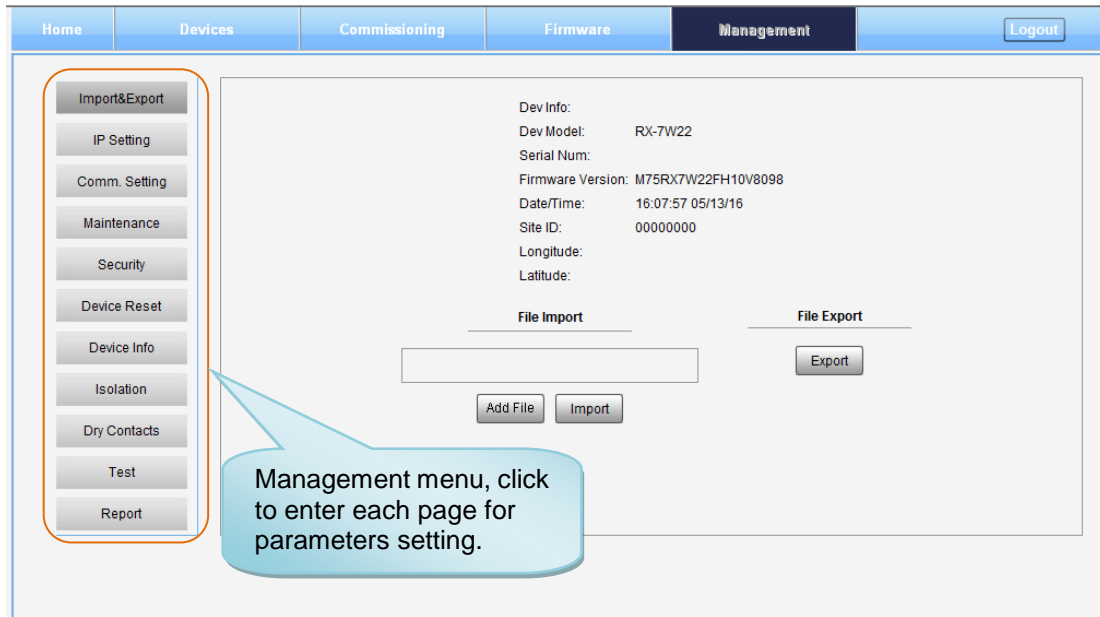 Home Devices Commissioning Firmware Management Logout
Import&Export
IP Setting
Comm. Setting
Maintenance
Security
Device Reset
Device Info
Isolation
Dry Contacts
Test
Report
Dev Info:
Dev Model: RX-7W22
Serial Num:
Firmware Version: M75RX7W22FH10V8098
Date/Time: 16:07:57 05/13/16
Site ID: 00000000
Longitude:
Latitude:
File Import File Export
Export
Add File Import
Management menu, click
to enter each page for
parameters setting.